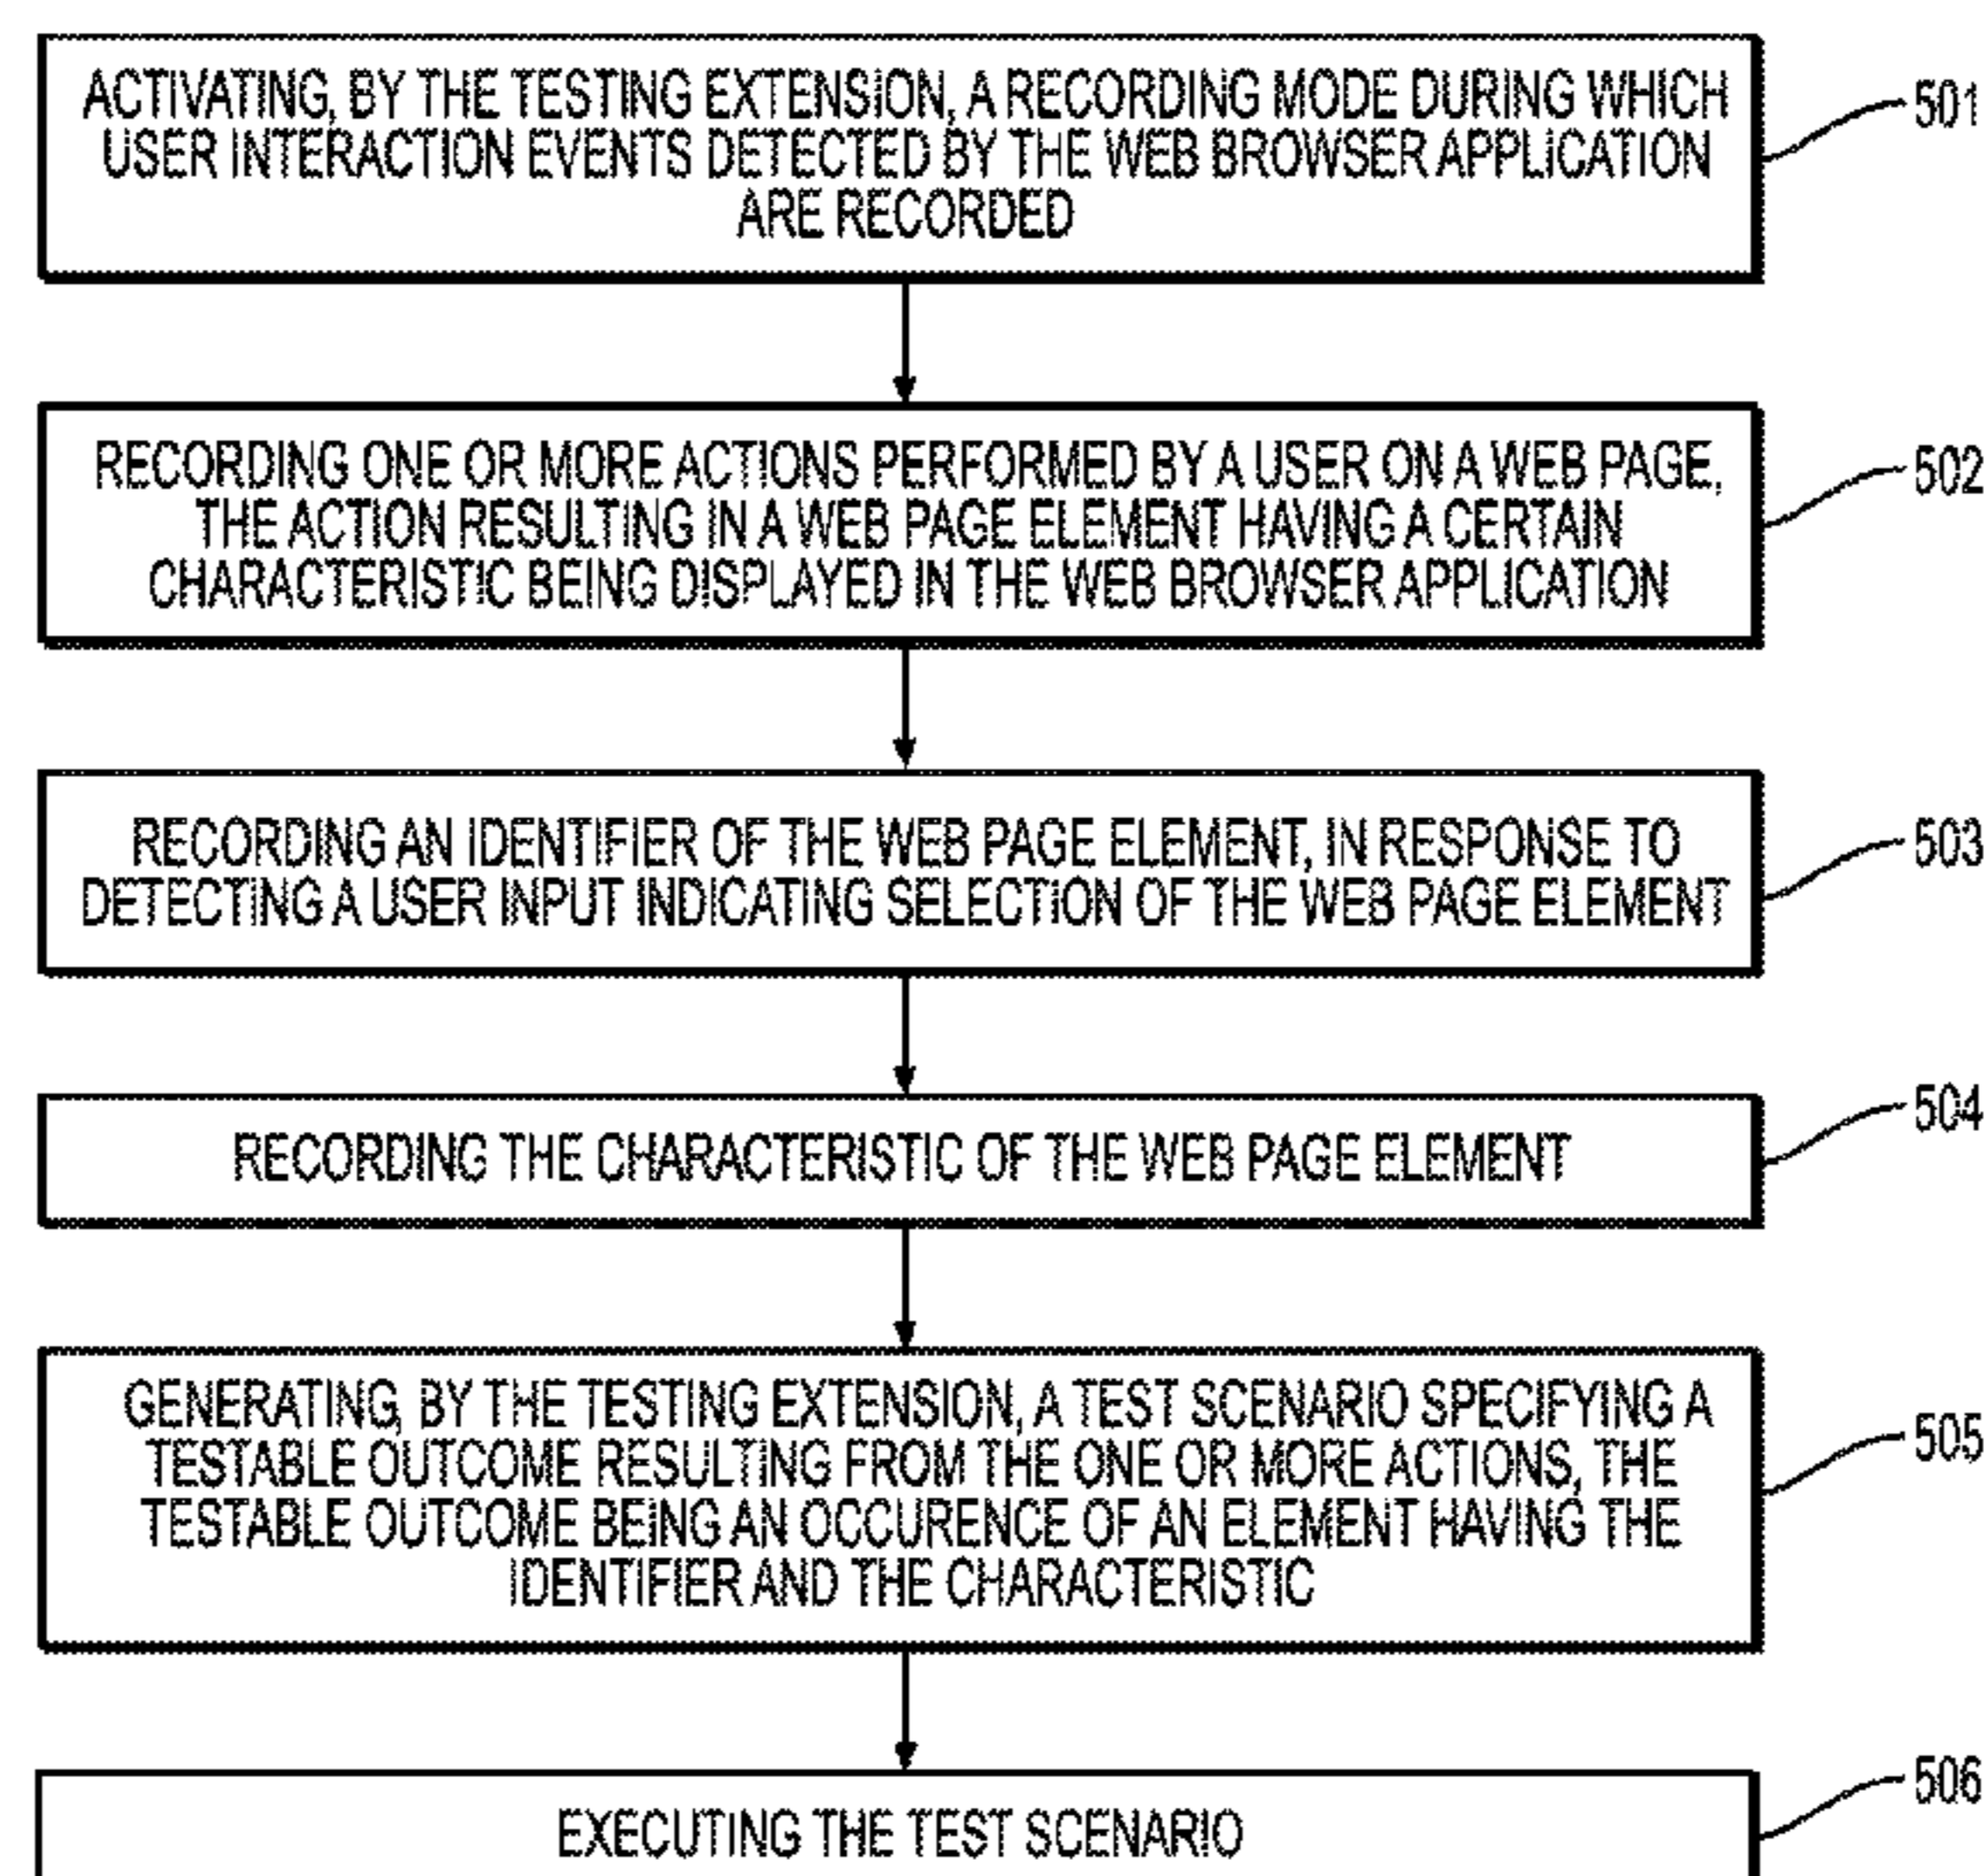 ACTIVATING, BY THE TESTING EXTENSION, A RECORDING MODE DURING WHICH
USER INTERACTION EVENTS DETECTED BY THE WEB BROWSER APPLICATION
ARE RECORDED
501
RECORDING ONE OR MORE ACTIONS PERFORMED BY A USER ON A WEB PAGE,
THE ACTION RESULTING IN A WEB PAGE ELEMENT HAVING A CERTAIN
CHARACTERISTIC BEING DISPLAYED IN THE WEB BROWSER APPLICATION
502
RECORDING AN IDENTIFIER OF THE WEB PAGE ELEMENT, IN RESPONSE TO
DETECTING A USER INPUT INDICATING SELECTION OF THE WEB PAGE ELEMENT
503
RECORDING THE CHARACTERISTIC OF THE WEB PAGE ELEMENT
504
GENERATING, BY THE TESTING EXTENSION, A TEST SCENARIO SPECIFYING A
TESTABLE OUTCOME RESULTING FROM THE ONE OR MORE ACTIONS, THE
TESTABLE OUTCOME BEING AN OCCURENCE OF AN ELEMENT HAVING THE
IDENTIFIER AND THE CHARACTERISTIC
505
EXECUTING THE TEST SCENARIO
506